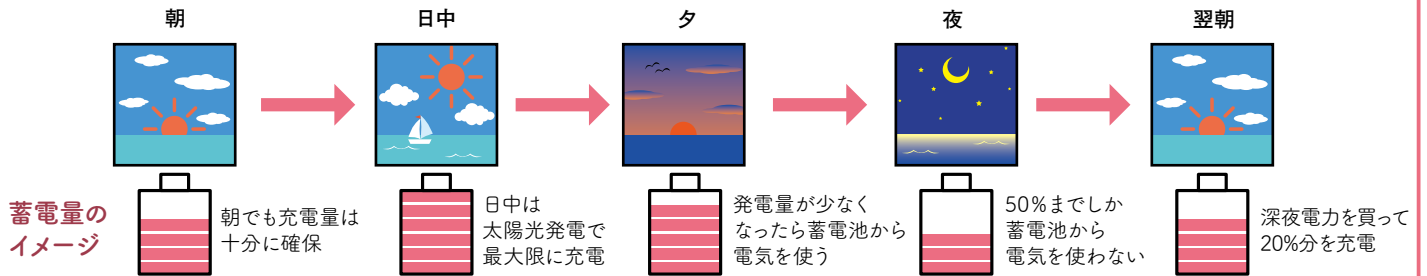 朝
日中
夕
夜
翌朝
蓄電量の
イメージ
朝でも充電量は
十分に確保
日中は
太陽光発電で
最大限に充電
発電量が少なく
なったら蓄電池から
電気を使う
50%までしか
蓄電池から
電気を使わない
深夜電力を買って
20%分を充電